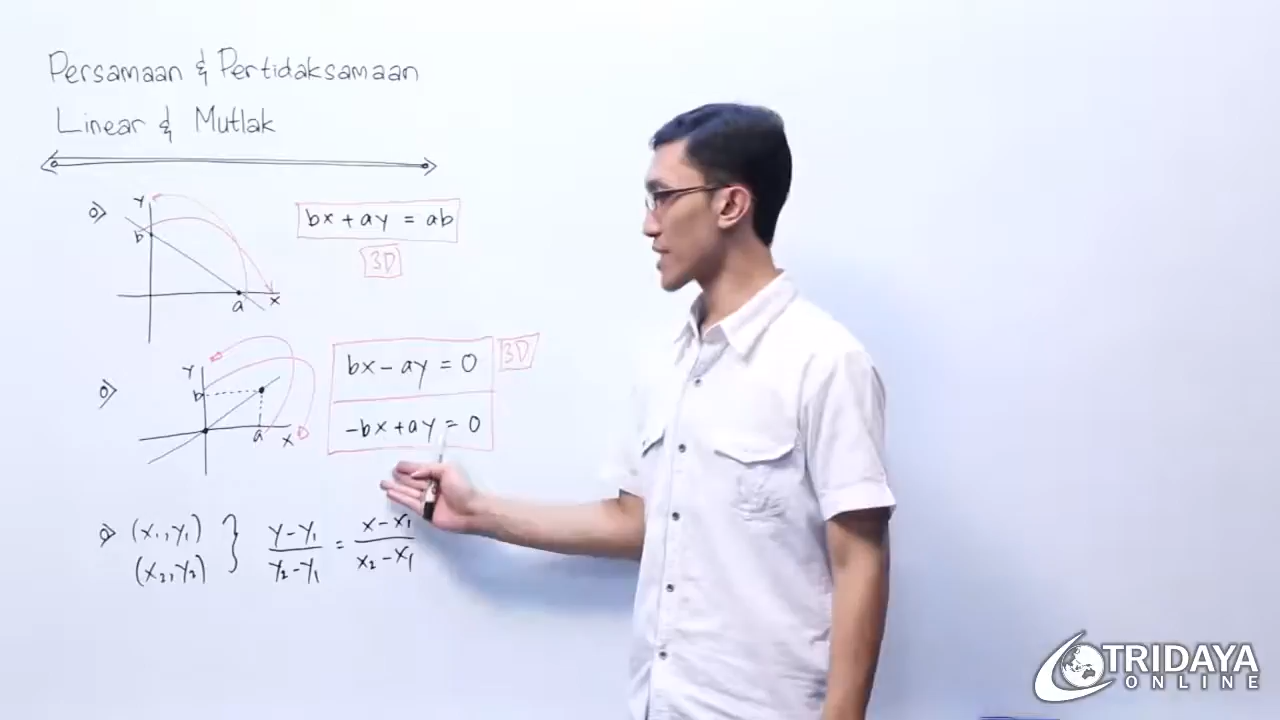 Persamaan & Pertidaksamaan
Linear & Mutlak
Y
b
a
x
bx + ay = ab
3D
Y
b
a
x
bx - ay = 0
3D
-bx + ay = 0
(x₁, y₁)
(x₂, y₂)
} y - y₁ / y₂ - y₁ = x - x₁ / x₂ - x₁
TRIDAYA
ONLINE